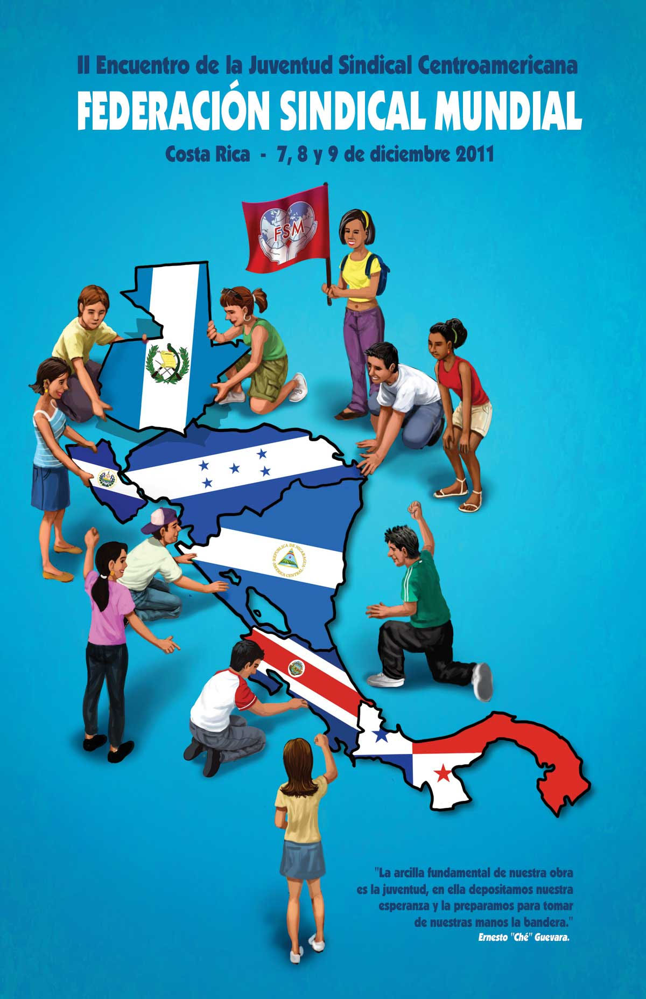 II Encuentro de la Juventud Sindical Centroamericana
FEDERACIÓN SINDICAL MUNDIAL
Costa Rica - 7, 8 y 9 de diciembre 2011
FSM
REPUBLICA DE NICARAGUA
AMERICA CENTRAL
"La arcilla fundamental de nuestra obra
es la juventud, en ella depositamos nuestra
esperanza y la preparamos para tomar
de nuestras manos la bandera."
Ernesto "Ché" Guevara.